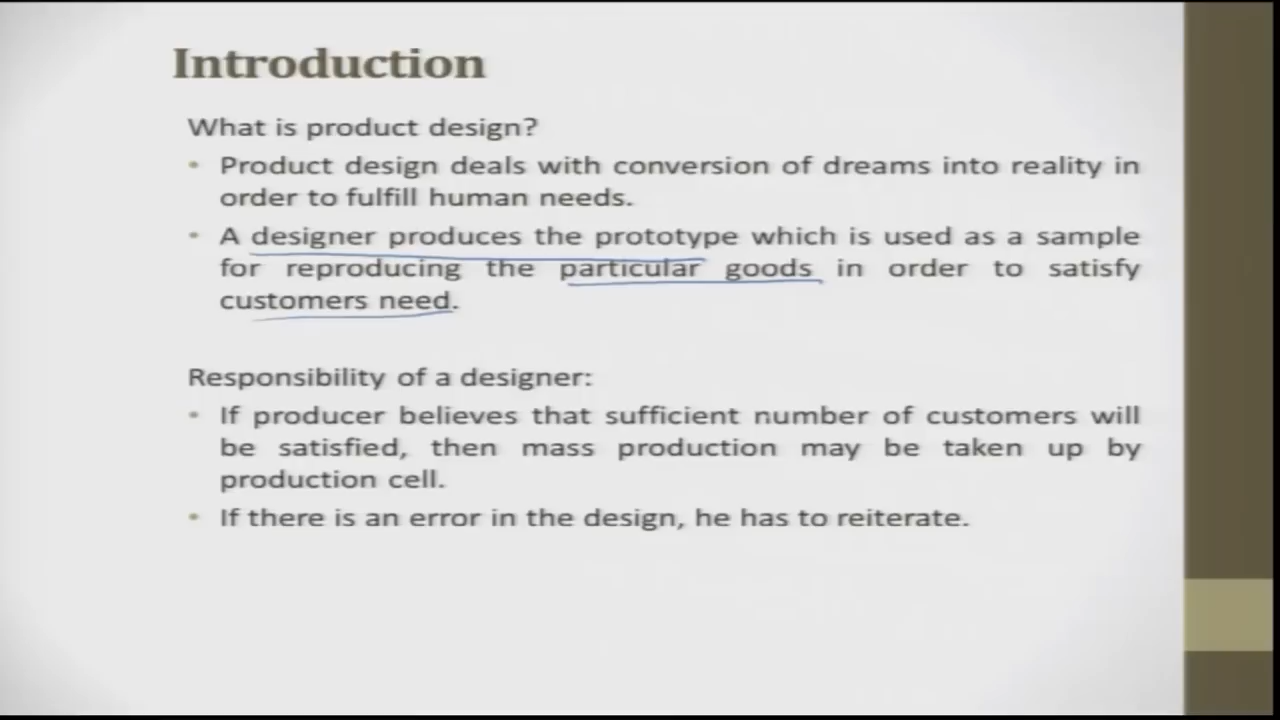 Introduction
What is product design?
• Product design deals with conversion of dreams into reality in
order to fulfill human needs.
• A designer produces the prototype which is used as a sample
for reproducing the particular goods in order to satisfy
customers need.
Responsibility of a designer:
• If producer believes that sufficient number of customers will
be satisfied, then mass production may be taken up by
production cell.
• If there is an error in the design, he has to reiterate.